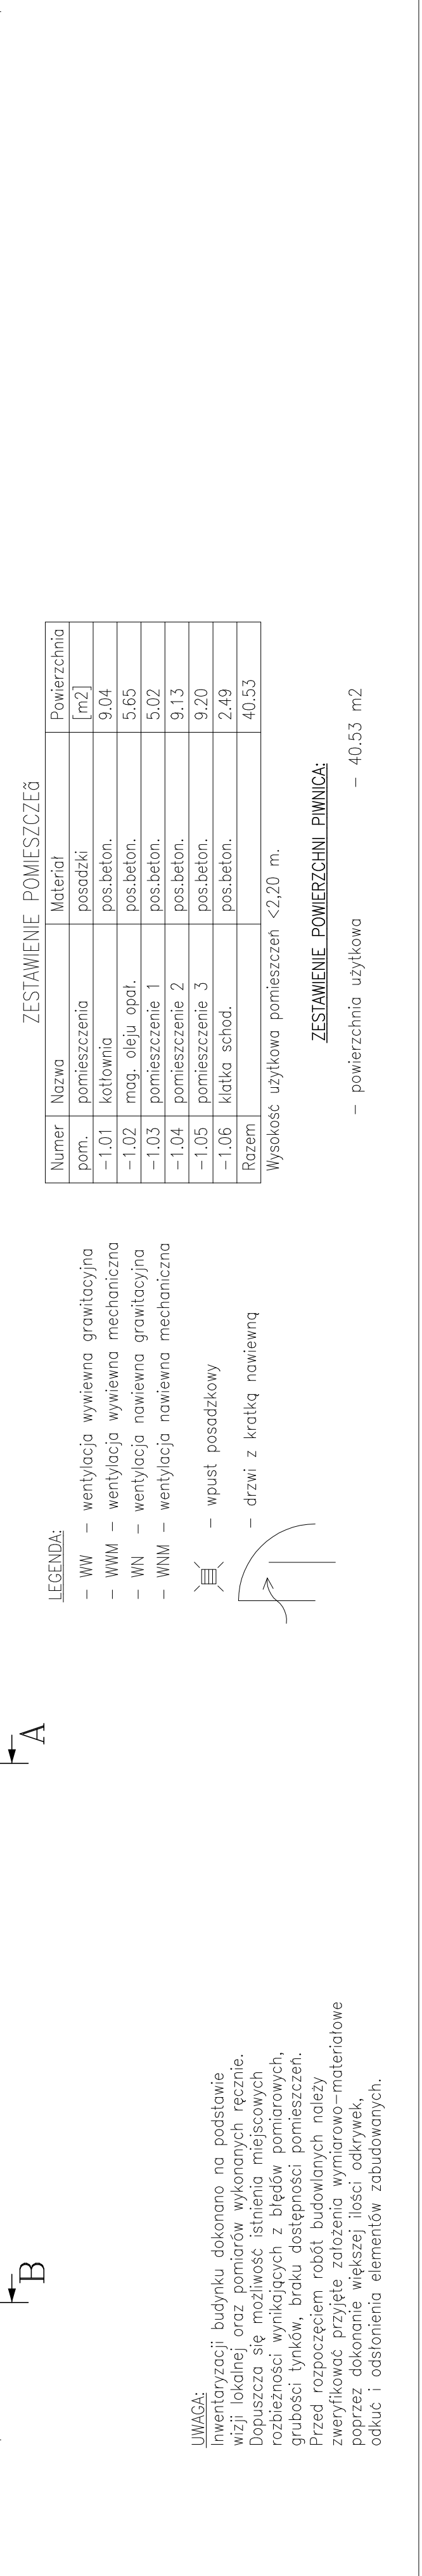 UWAGA:
Inwentaryzacji budynku dokonano na podstawie
wizji lokalnej oraz pomiarów wykonanych ręcznie.
Dopuszcza się możliwość istnienia miejscowych
rozbieżności wynikających z błędów pomiarowych,
grubości tynków, braku dostępności pomieszczeń.
Przed rozpoczęciem robót budowlanych należy
zweryfikować przyjęte założenia wymiarowo-materiałowe
poprzez dokonanie większej ilości odkrywek,
odkuć i odsłonienia elementów zabudowanych.
B
A
LEGENDA:
- WW - wentylacja wywiewna grawitacyjna
- WWM - wentylacja wywiewna mechaniczna
- WN - wentylacja nawiewna grawitacyjna
- WNM - wentylacja nawiewna mechaniczna
- wpust posadzkowy
- drzwi z kratką nawiewną
ZESTAWIENIE POMIESZCZEă
Numer Nazwa Materiał Powierzchnia
pom. pomieszczenia posadzki [m2]
-1.01 kotłownia pos.beton. 9.04
-1.02 mag. oleju opał. pos.beton. 5.65
-1.03 pomieszczenie 1 pos.beton. 5.02
-1.04 pomieszczenie 2 pos.beton. 9.13
-1.05 pomieszczenie 3 pos.beton. 9.20
-1.06 klatka schod. pos.beton. 2.49
Razem 40.53
Wysokość użytkowa pomieszczeń <2,20 m.
ZESTAWIENIE POWIERZCHNI PIWNICA:
- powierzchnia użytkowa - 40.53 m2